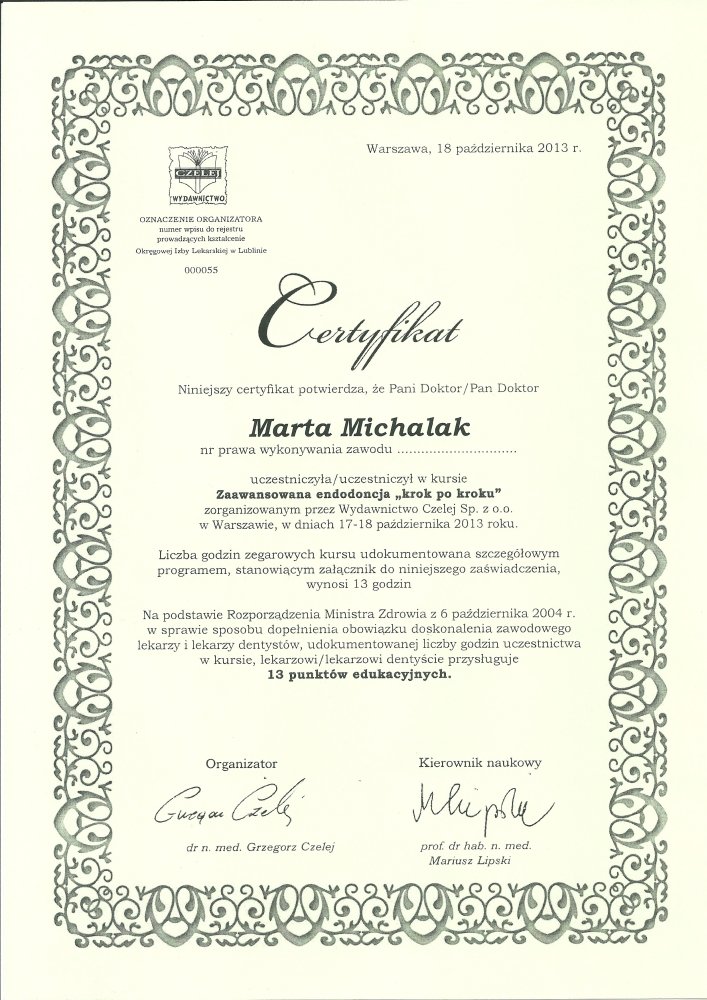 Warszawa, 18 października 2013 r.
CZELEJ
WYDAWNICTWO
OZNACZENIE ORGANIZATORA
numer wpisu do rejestru
prowadzących kształcenie
Okręgowej Izby Lekarskiej w Lublinie
000055
Certyfikat
Niniejszy certyfikat potwierdza, że Pani Doktor/Pan Doktor
Marta Michalak
nr prawa wykonywania zawodu ..............................
uczestniczyła/uczestniczył w kursie
Zaawansowana endodoncja „krok po kroku”
zorganizowanym przez Wydawnictwo Czelej Sp. z o.o.
w Warszawie, w dniach 17-18 października 2013 roku.
Liczba godzin zegarowych kursu udokumentowana szczegółowym
programem, stanowiącym załącznik do niniejszego zaświadczenia,
wynosi 13 godzin
Na podstawie Rozporządzenia Ministra Zdrowia z 6 października 2004 r.
w sprawie sposobu dopełnienia obowiązku doskonalenia zawodowego
lekarzy i lekarzy dentystów, udokumentowanej liczby godzin uczestnictwa
w kursie, lekarzowi/lekarzowi dentyście przysługuje
13 punktów edukacyjnych.
Organizator
Kierownik naukowy
Grzegorz Czelej
MLipski
dr n. med. Grzegorz Czelej
prof. dr hab. n. med.
Mariusz Lipski